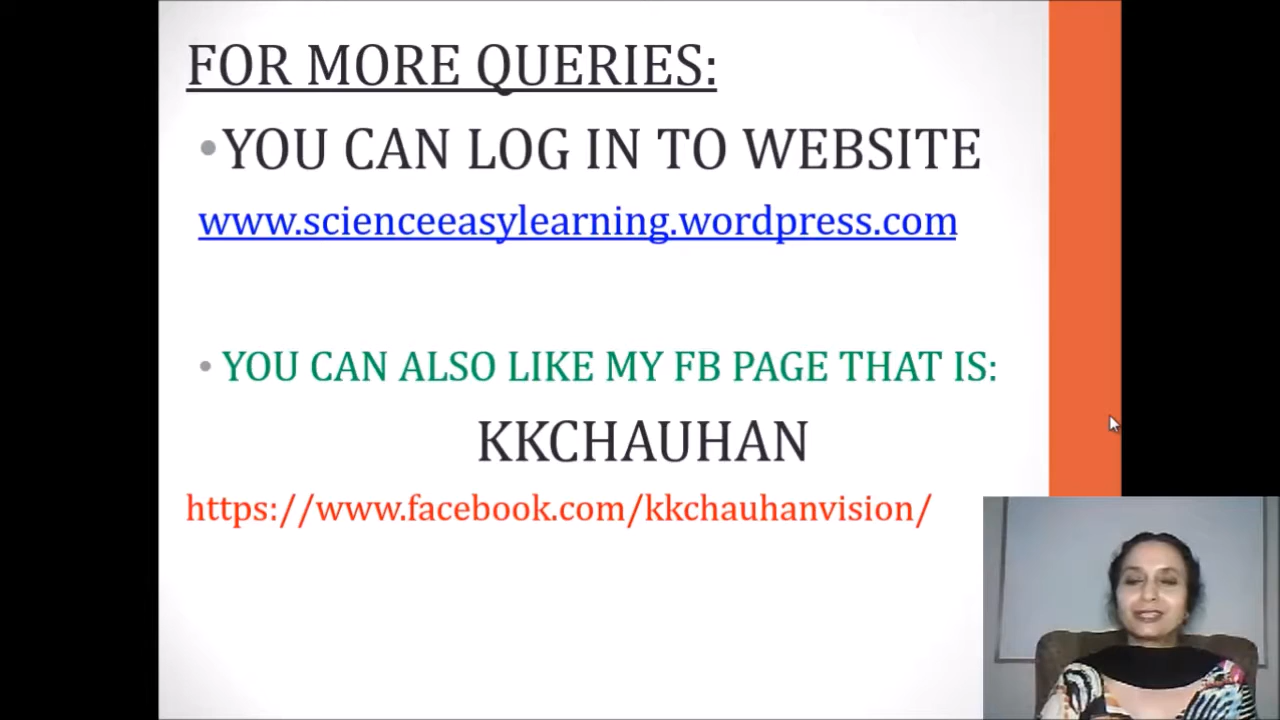 FOR MORE QUERIES:
•YOU CAN LOG IN TO WEBSITE
www.scienceeasylearning.wordpress.com
• YOU CAN ALSO LIKE MY FB PAGE THAT IS:
KKCHAUHAN
https://www.facebook.com/kkchauhanvision/